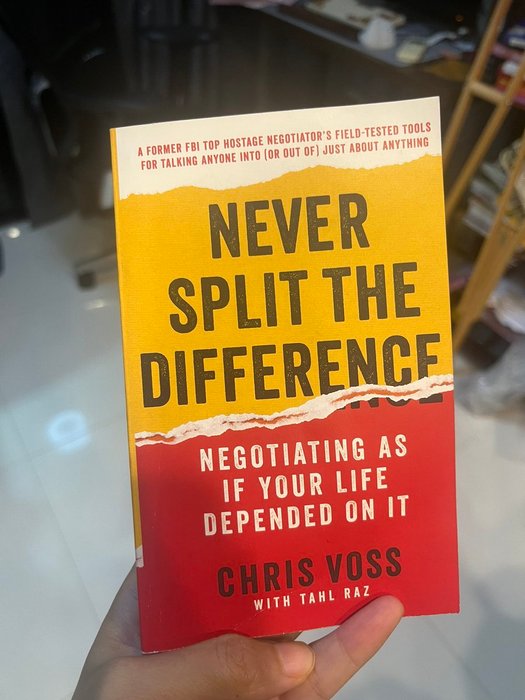 A FORMER FBI TOP HOSTAGE NEGOTIATOR'S FIELD-TESTED TOOLS
FOR TALKING ANYONE INTO (OR OUT OF) JUST ABOUT ANYTHING
NEVER
SPLIT THE
DIFFERENCE
NEGOTIATING AS
IF YOUR LIFE
DEPENDED ON IT
CHRIS VOSS
WITH TAHL RAZ